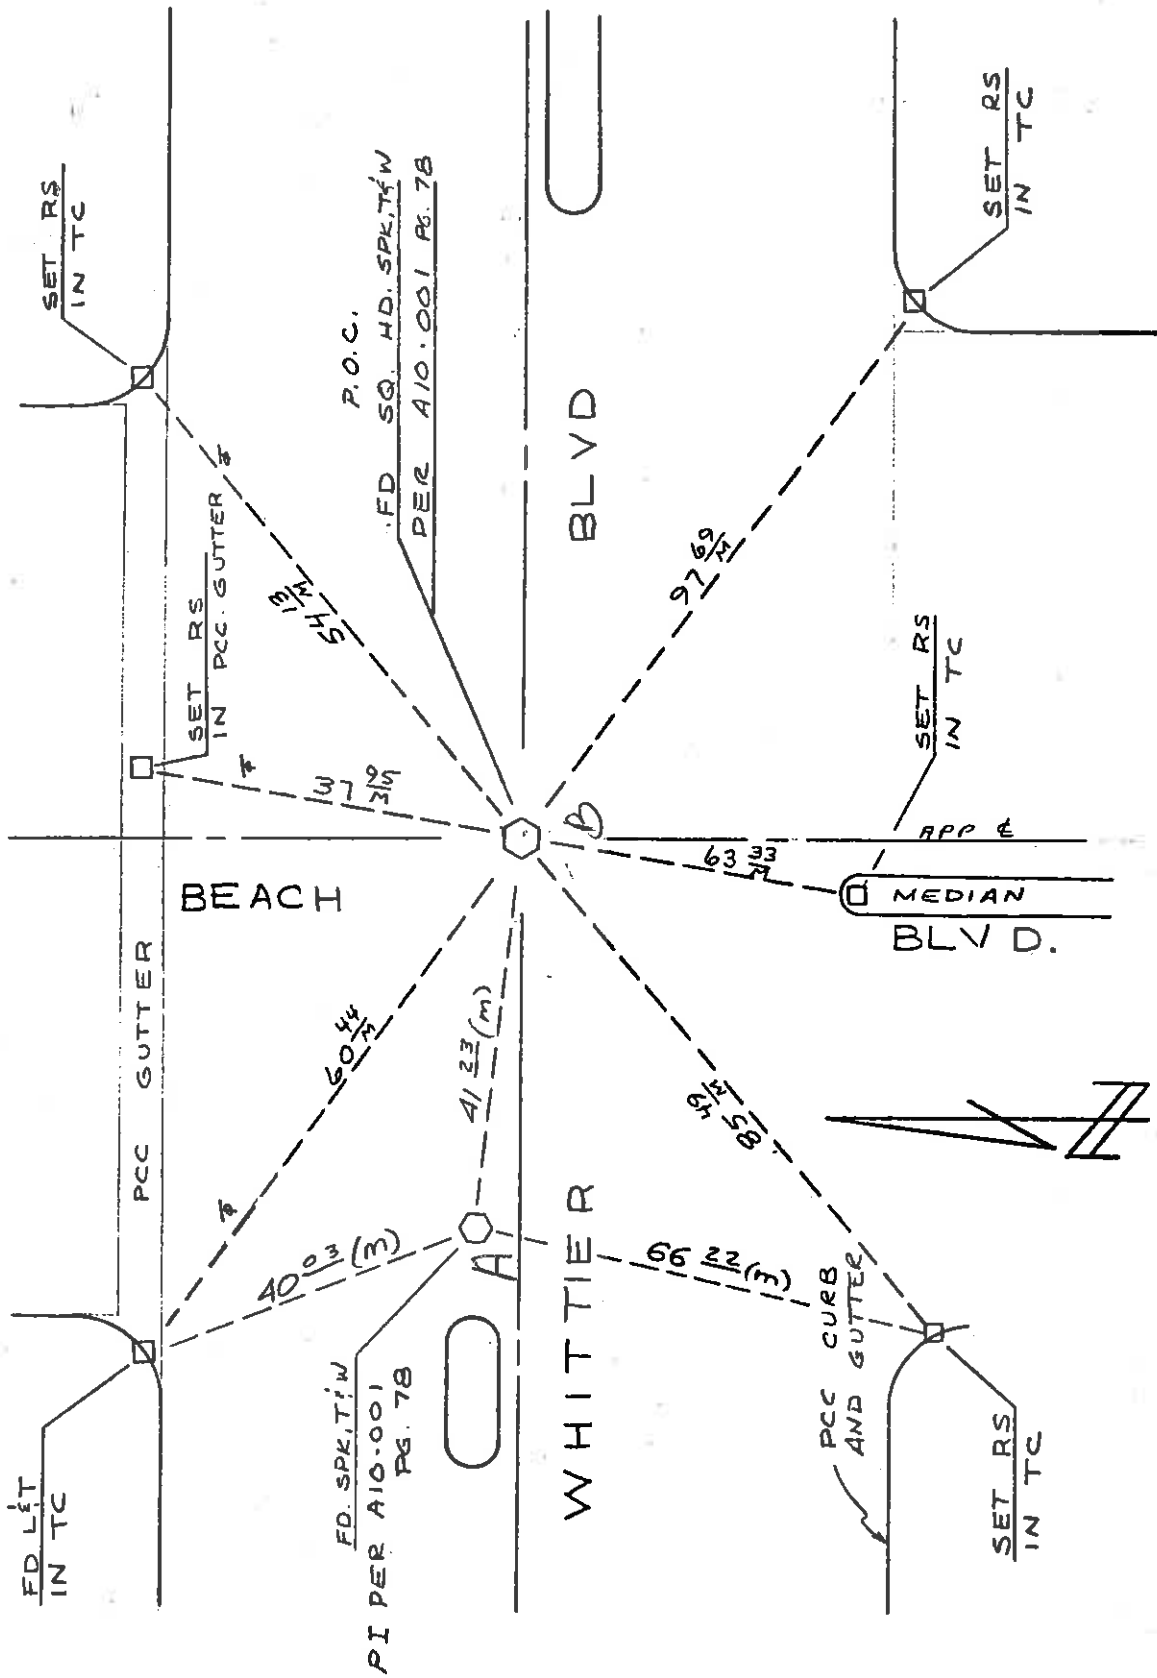 SET RS
IN TC
P.O.C.
FD SQ. HD. SPK, T&W
PER A10.001 PG. 78
SET RS
IN TC
SET RS
IN PCC GUTTER
54 13 M
37 95 M
BLVD
97 69 M
SET RS
IN TC
BEACH
B
63 33 M
APP ℄
MEDIAN
BLVD.
PCC GUTTER
60 44 M
41 23 (m)
85 49 M
40 03 (m)
A
66 22 (m)
WHITTIER
PCC CURB
AND GUTTER
FD L&T
IN TC
FD. SPK, T&W
PI PER A10.001
PG. 78
SET RS
IN TC